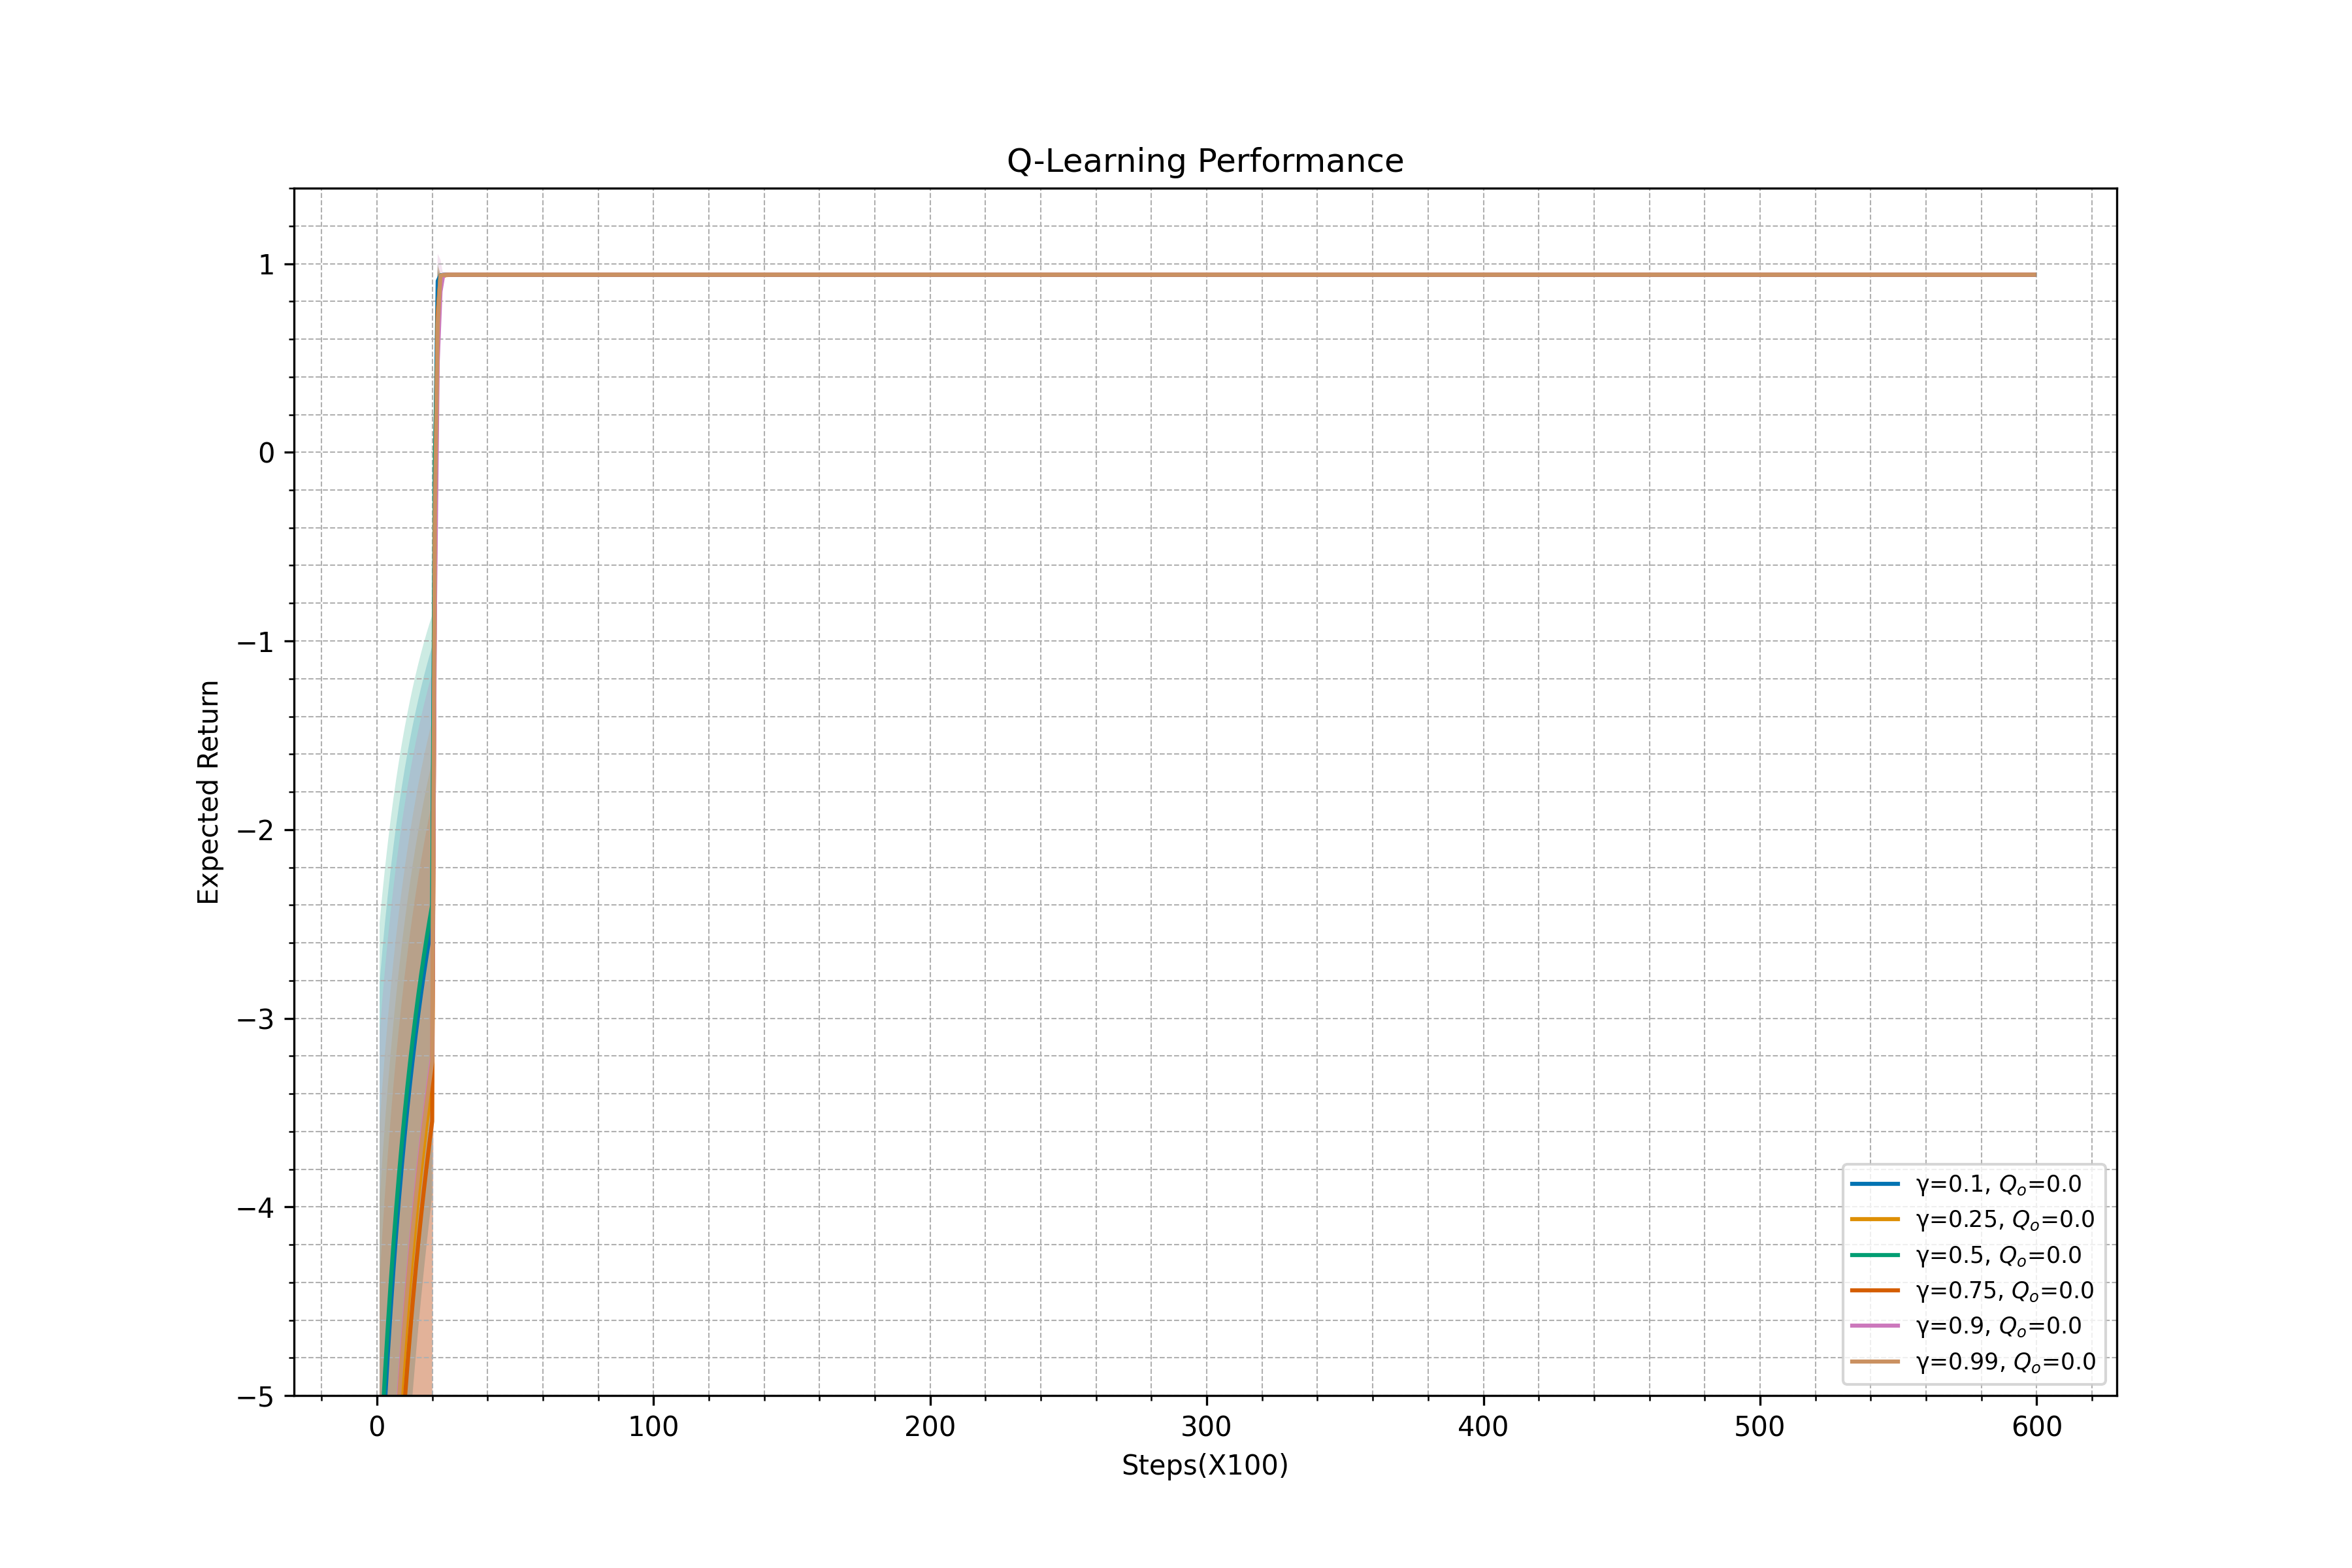 Q-Learning Performance
1
0
−1
−2
−3
−4
−5
Expected Return
0 100 200 300 400 500 600
Steps(X100)
γ=0.1, Qₒ=0.0
γ=0.25, Qₒ=0.0
γ=0.5, Qₒ=0.0
γ=0.75, Qₒ=0.0
γ=0.9, Qₒ=0.0
γ=0.99, Qₒ=0.0